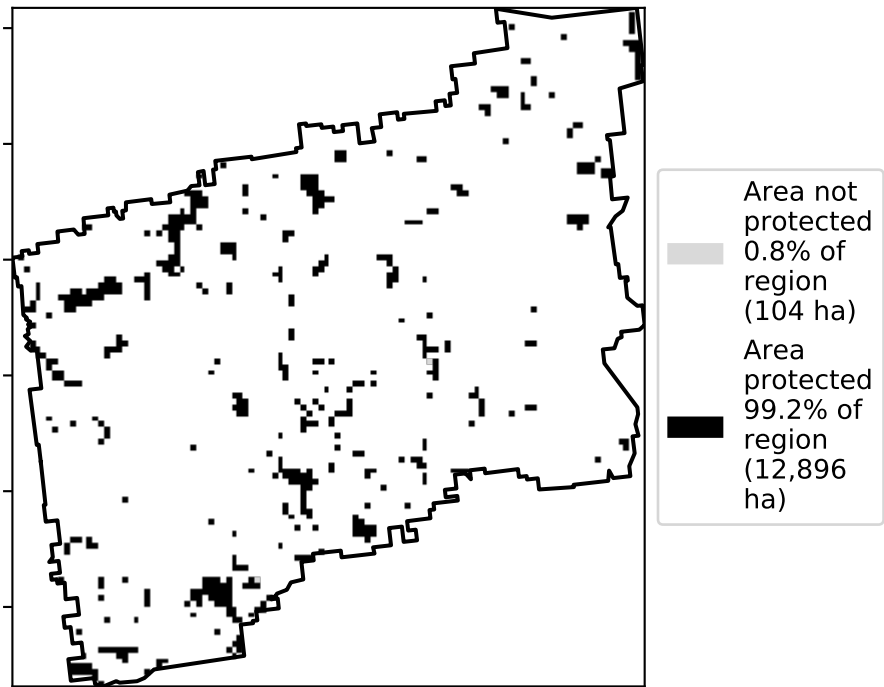 Area not
protected
0.8% of
region
(104 ha)
Area
protected
99.2% of
region
(12,896
ha)